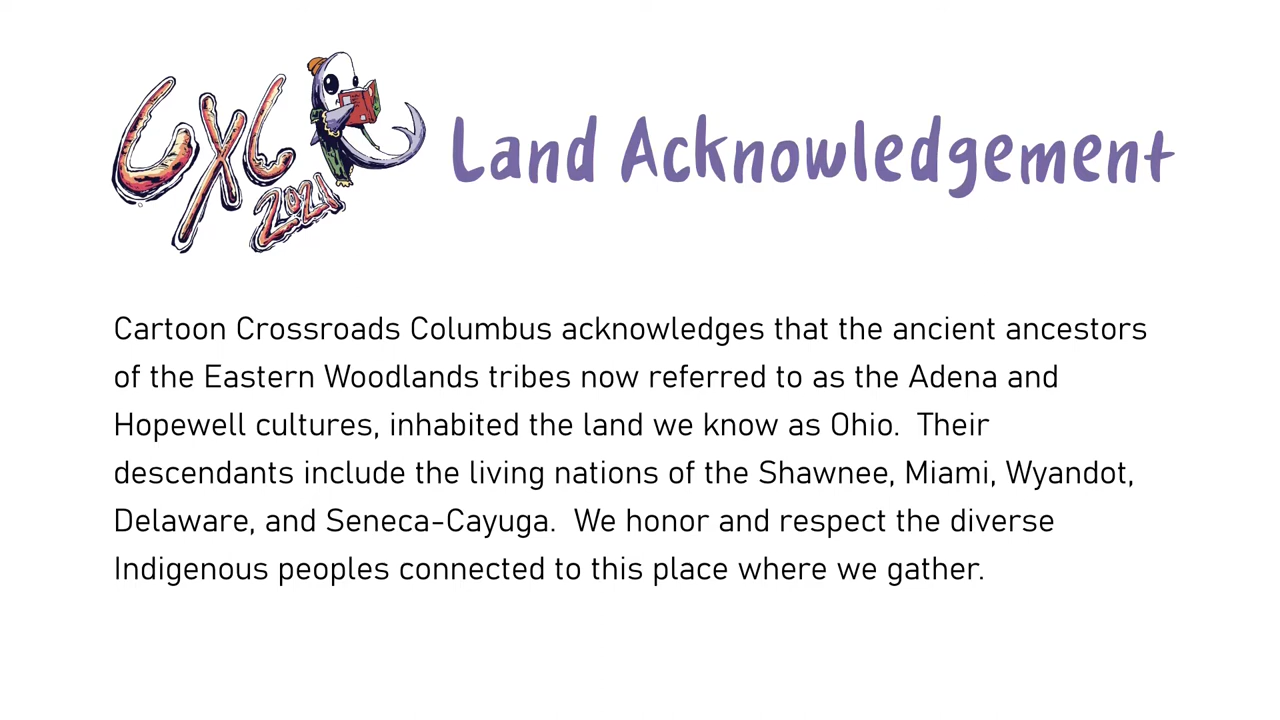 CXC
2021
Land Acknowledgement
Cartoon Crossroads Columbus acknowledges that the ancient ancestors
of the Eastern Woodlands tribes now referred to as the Adena and
Hopewell cultures, inhabited the land we know as Ohio.  Their
descendants include the living nations of the Shawnee, Miami, Wyandot,
Delaware, and Seneca-Cayuga.  We honor and respect the diverse
Indigenous peoples connected to this place where we gather.